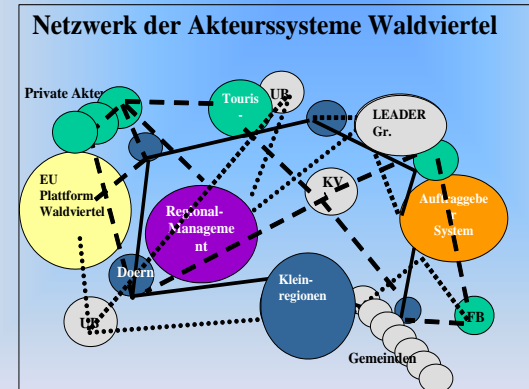 Netzwerk der Akteurssysteme Waldviertel
Private Akteu
Touris
-
UB
LEADER
Gr.
EU
Plattform
Waldviertel
KV
Regional-
Manageme
nt
Auftraggebe
r
System
Doern
Klein-
regionen
UB
FB
Gemeinden